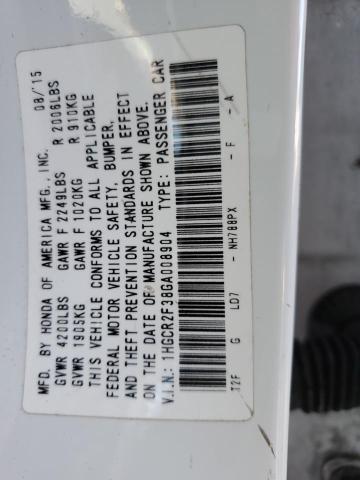 MFD. BY HONDA OF AMERICA MFG., INC. 08/15
GVWR 4200LBS GAWR F 2249LBS R 2006LBS
GVWR 1905KG GAWR F 1020KG R 910KG
THIS VEHICLE CONFORMS TO ALL APPLICABLE
FEDERAL MOTOR VEHICLE SAFETY, BUMPER,
AND THEFT PREVENTION STANDARDS IN EFFECT
ON THE DATE OF MANUFACTURE SHOWN ABOVE.
V.I.N.: 1HGCR2F38GA008904 TYPE: PASSENGER CAR
T2F G LD7 - NH788PX - F - A